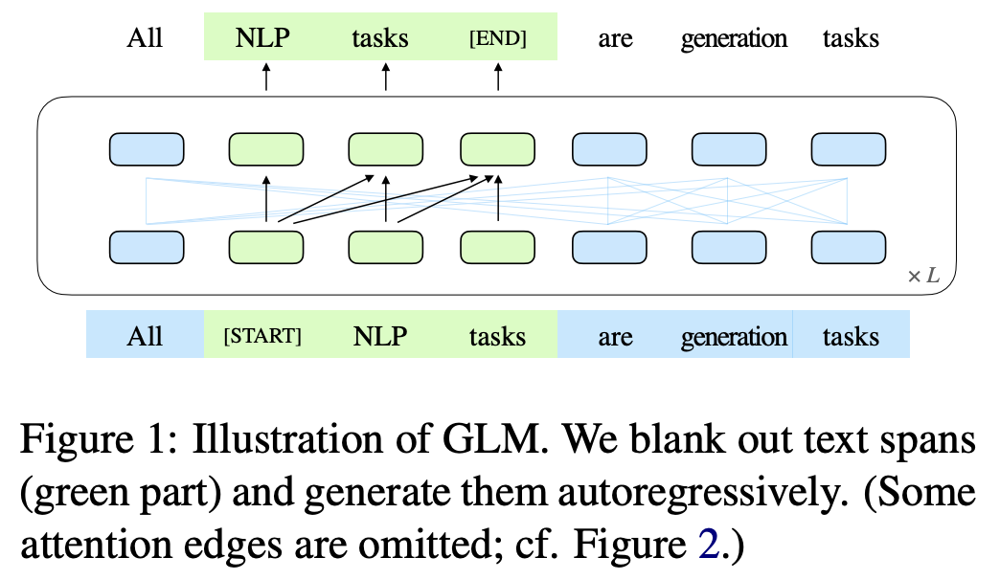 All NLP tasks [END] are generation tasks
× L
All [START] NLP tasks are generation tasks
Figure 1: Illustration of GLM. We blank out text spans
(green part) and generate them autoregressively. (Some
attention edges are omitted; cf. Figure 2.)